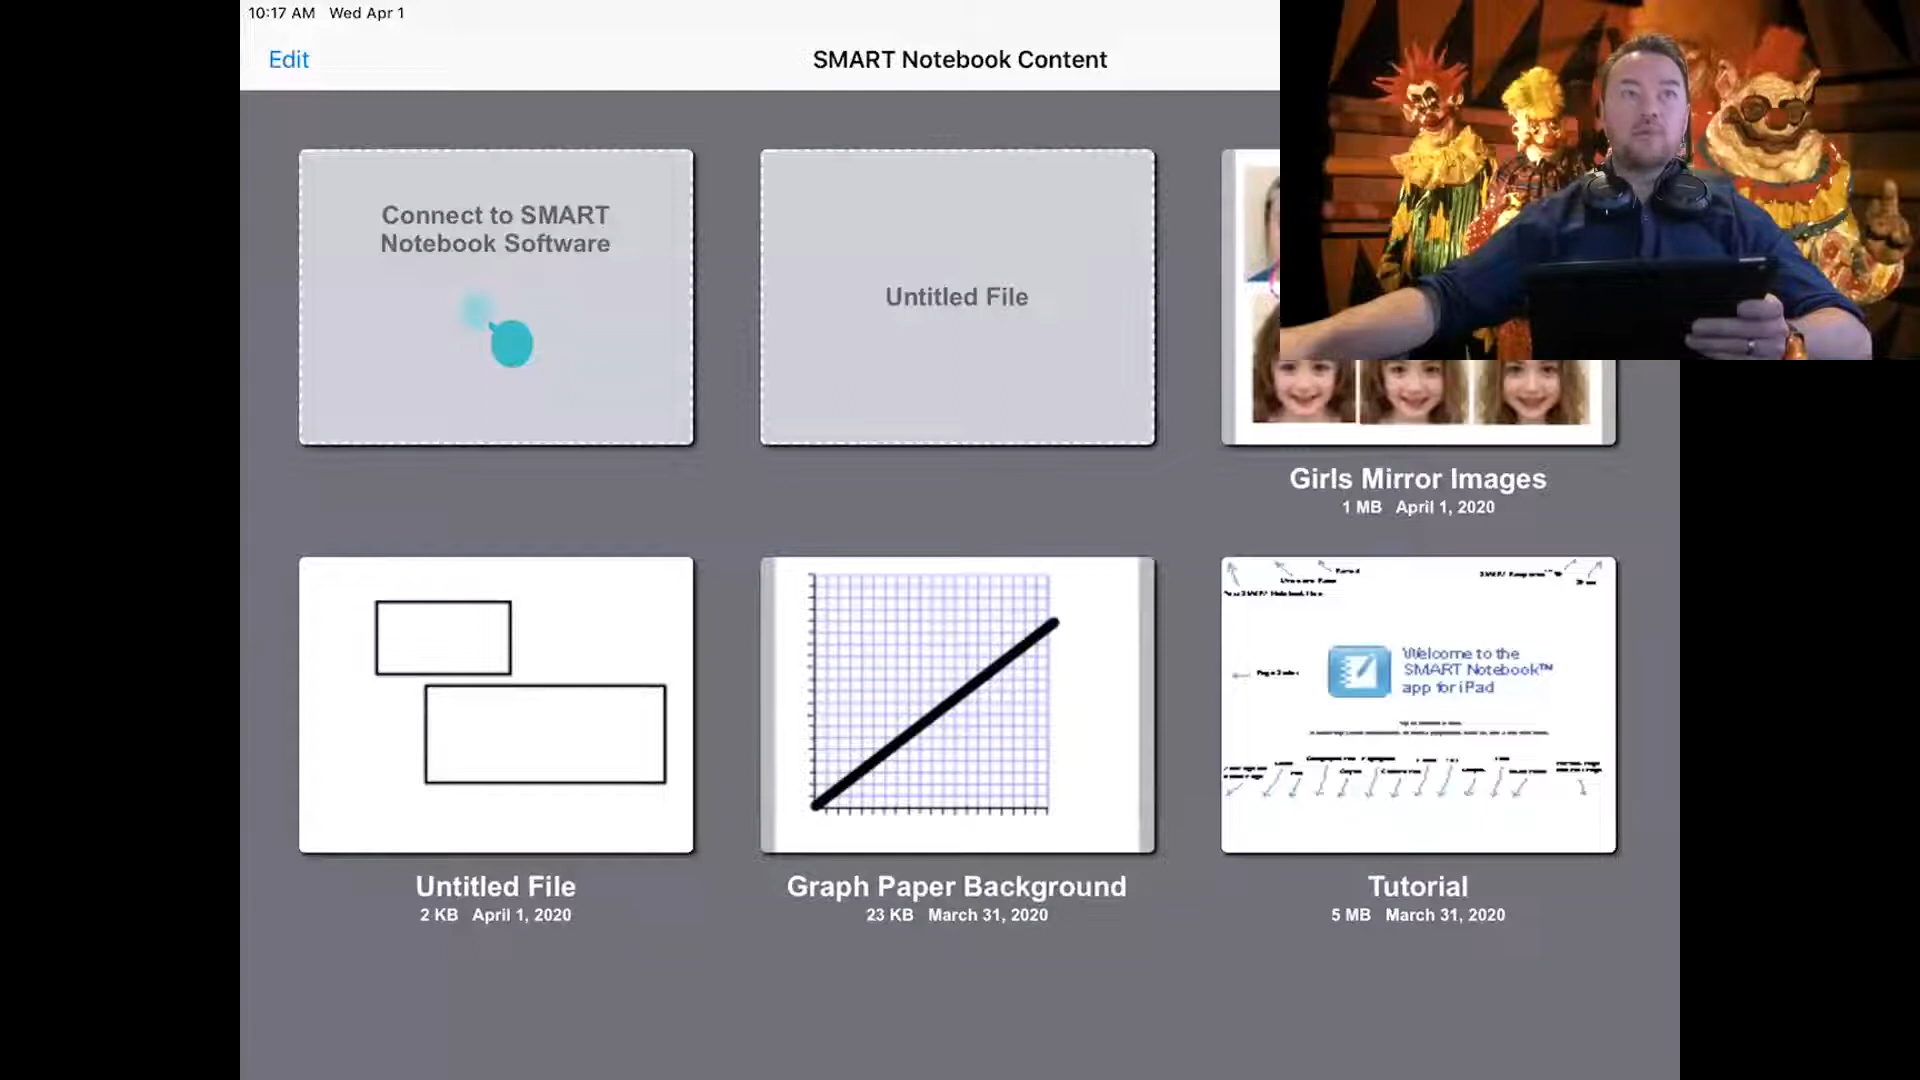 10:17 AM Wed Apr 1
Edit
SMART Notebook Content
Connect to SMART
Notebook Software
Untitled File
Girls Mirror Images
1 MB April 1, 2020
Welcome to the
SMART Notebook™
app for iPad
Untitled File
2 KB April 1, 2020
Graph Paper Background
23 KB March 31, 2020
Tutorial
5 MB March 31, 2020